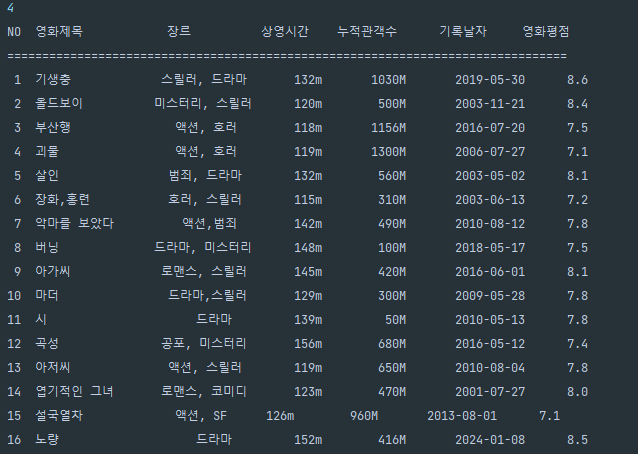 4
NO 영화제목 장르 상영시간 누적관객수 기록날자 영화평점
================================================================================
1 기생충 스릴러, 드라마 132m 1030M 2019-05-30 8.6
2 올드보이 미스터리, 스릴러 120m 500M 2003-11-21 8.4
3 부산행 액션, 호러 118m 1156M 2016-07-20 7.5
4 괴물 액션, 호러 119m 1300M 2006-07-27 7.1
5 살인 범죄, 드라마 132m 560M 2003-05-02 8.1
6 장화,홍련 호러, 스릴러 115m 310M 2003-06-13 7.2
7 악마를 보았다 액션,범죄 142m 490M 2010-08-12 7.8
8 버닝 드라마, 미스터리 148m 100M 2018-05-17 7.5
9 아가씨 로맨스, 스릴러 145m 420M 2016-06-01 8.1
10 마더 드라마,스릴러 129m 300M 2009-05-28 7.8
11 시 드라마 139m 50M 2010-05-13 7.8
12 곡성 공포, 미스터리 156m 680M 2016-05-12 7.4
13 아저씨 액션, 스릴러 119m 650M 2010-08-04 7.8
14 엽기적인 그녀 로맨스, 코미디 123m 470M 2001-07-27 8.0
15 설국열차 액션, SF 126m 960M 2013-08-01 7.1
16 노량 드라마 152m 416M 2024-01-08 8.5